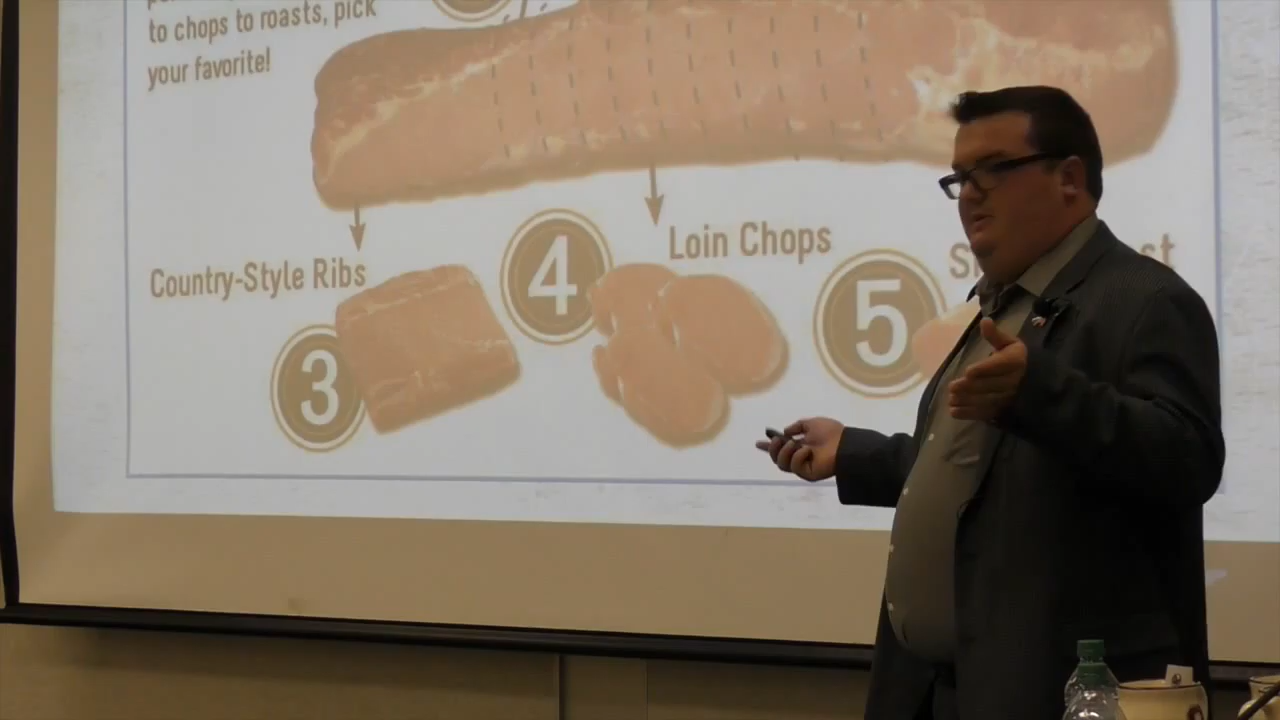 to chops to roasts, pick
your favorite!
Country-Style Ribs
3
4
Loin Chops
5